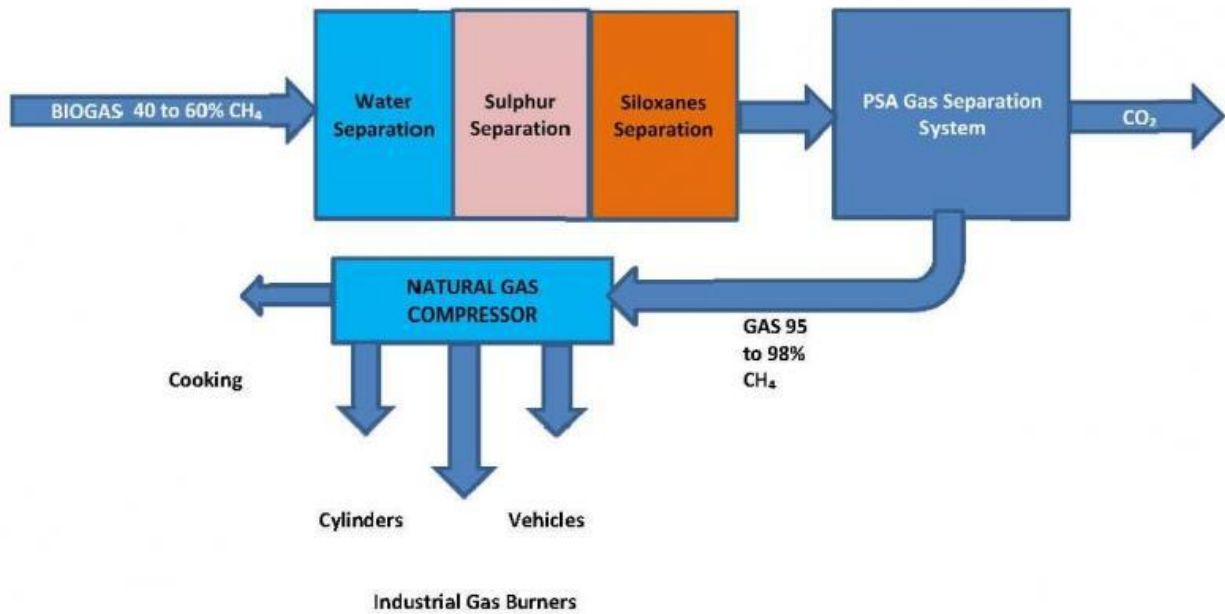 BIOGAS 40 to 60% CH₄
Water
Separation
Sulphur
Separation
Siloxanes
Separation
PSA Gas Separation
System
CO₂
NATURAL GAS
COMPRESSOR
GAS 95
to 98%
CH₄
Cooking
Cylinders
Vehicles
Industrial Gas Burners